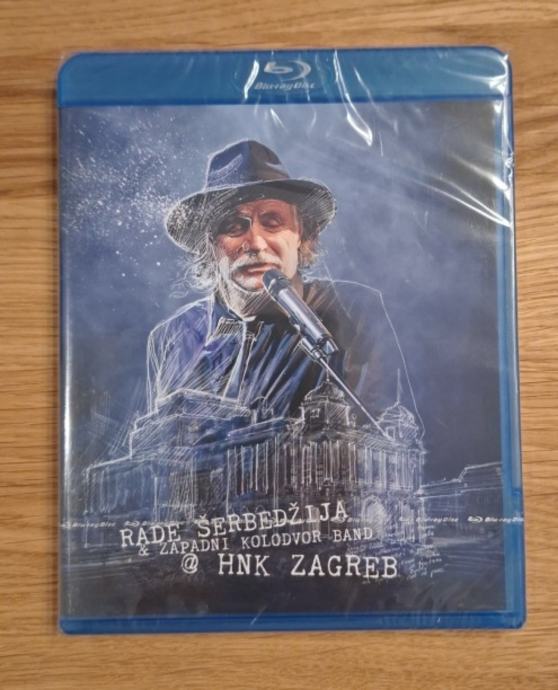 Blu-ray Disc
RADE ŠERBEDŽIJA
& ZAPADNI KOLODVOR BAND
@ HNK ZAGREB